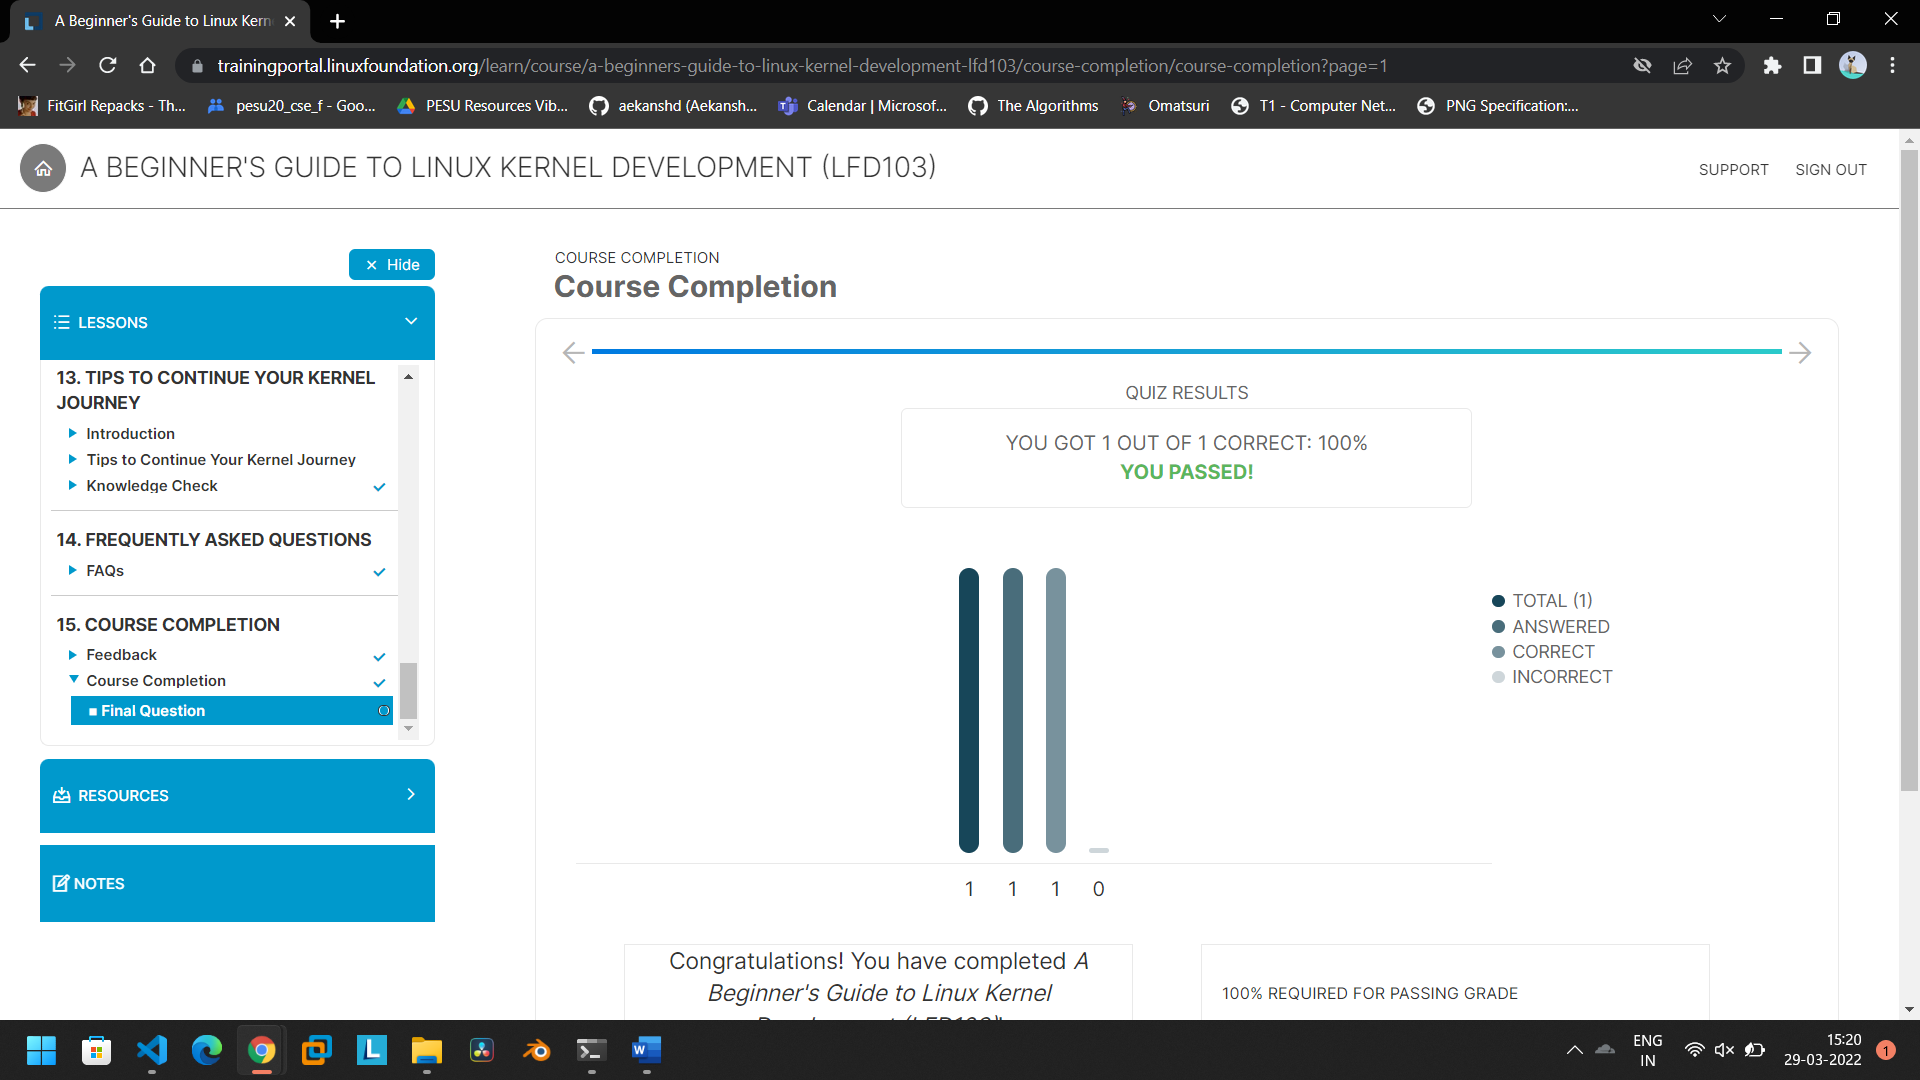 A Beginner's Guide to Linux Kern
trainingportal.linuxfoundation.org/learn/course/a-beginners-guide-to-linux-kernel-development-lfd103/course-completion/course-completion?page=1
FitGirl Repacks - Th... pesu20_cse_f - Goo... PESU Resources Vib... aekanshd (Aekansh... Calendar | Microsof... The Algorithms Omatsuri T1 - Computer Net... PNG Specification:...
A BEGINNER'S GUIDE TO LINUX KERNEL DEVELOPMENT (LFD103)
SUPPORT SIGN OUT
Hide
LESSONS
13. TIPS TO CONTINUE YOUR KERNEL
JOURNEY
Introduction
Tips to Continue Your Kernel Journey
Knowledge Check
14. FREQUENTLY ASKED QUESTIONS
FAQs
15. COURSE COMPLETION
Feedback
Course Completion
Final Question
RESOURCES
NOTES
COURSE COMPLETION
Course Completion
QUIZ RESULTS
YOU GOT 1 OUT OF 1 CORRECT: 100%
YOU PASSED!
TOTAL (1)
ANSWERED
CORRECT
INCORRECT
1 1 1 0
Congratulations! You have completed A
Beginner's Guide to Linux Kernel
Development (LFD103)!
100% REQUIRED FOR PASSING GRADE
ENG
IN
15:20
29-03-2022
1